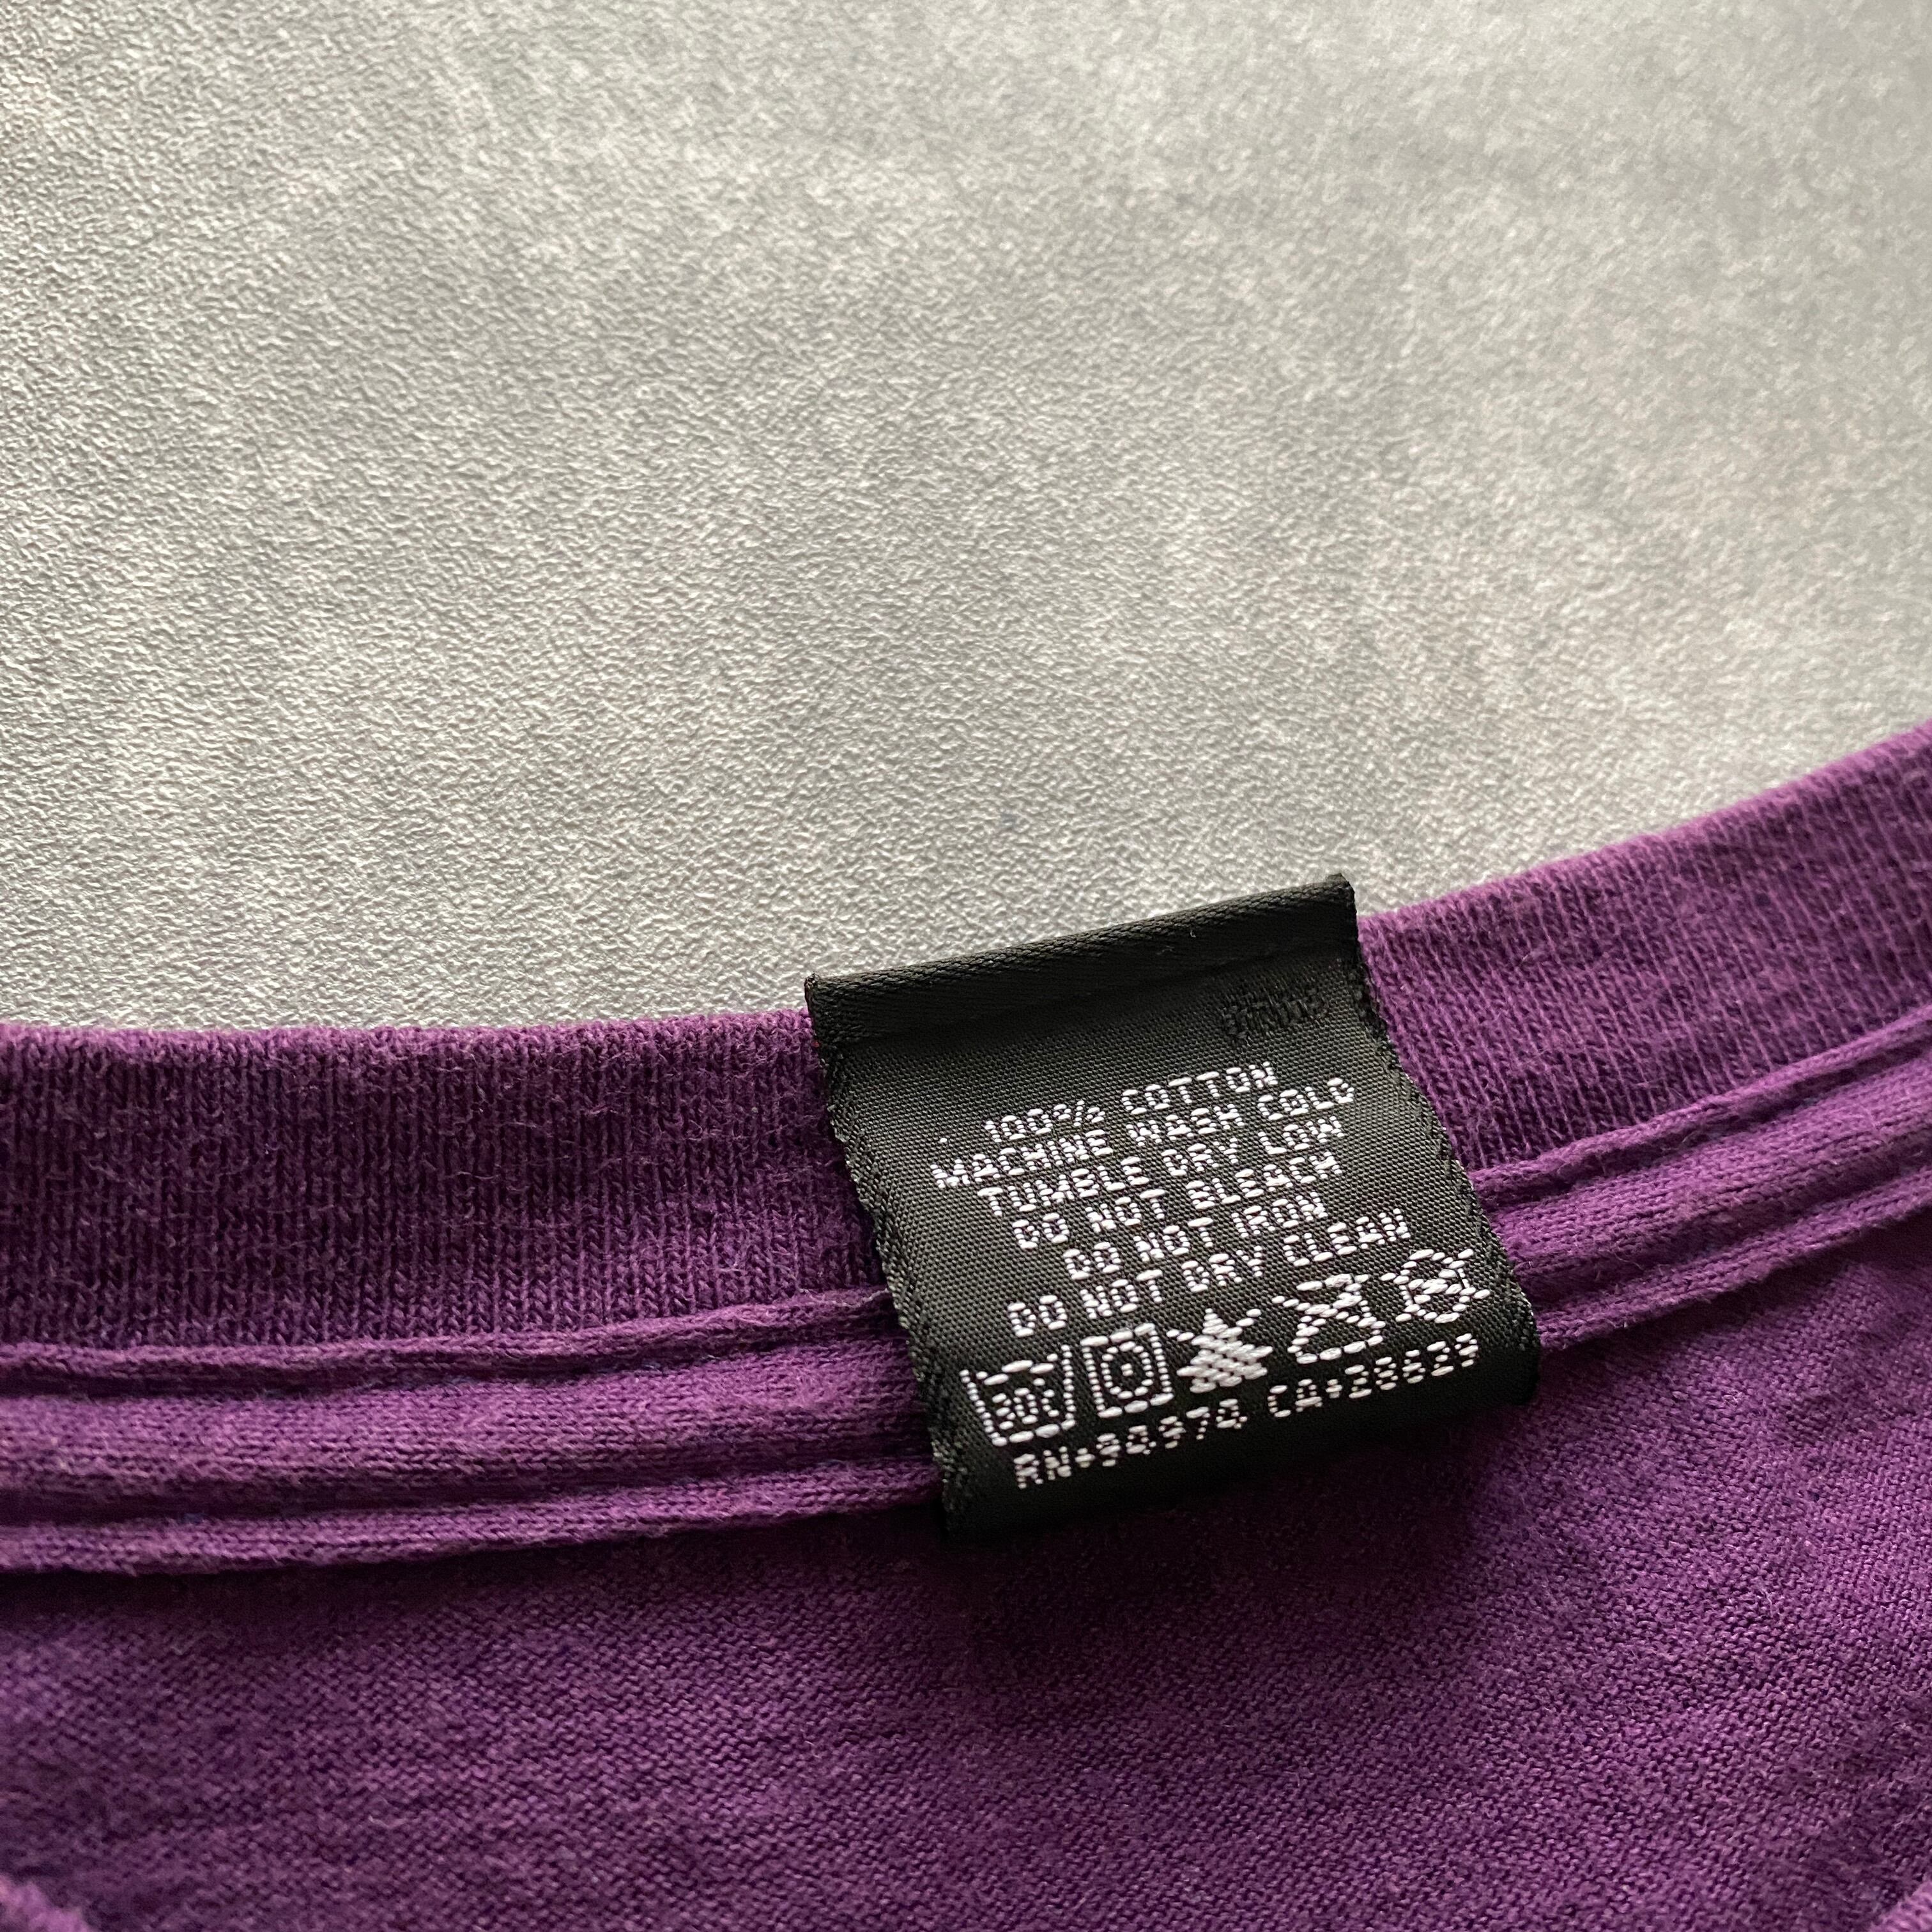 100% COTTON
MACHINE WASH COLD
TUMBLE DRY LOW
DO NOT BLEACH
DO NOT IRON
DO NOT DRY CLEAN
30C
RN+94974 CA+28629